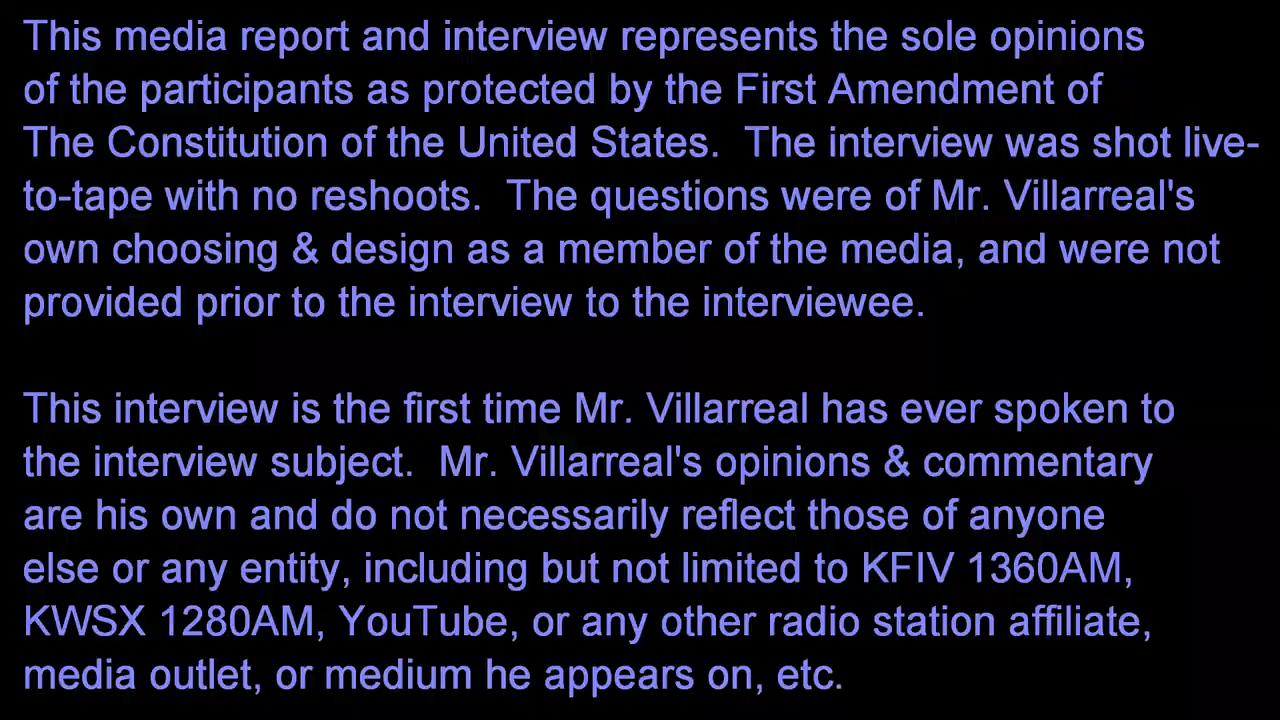 This media report and interview represents the sole opinions
of the participants as protected by the First Amendment of
The Constitution of the United States.  The interview was shot live-
to-tape with no reshoots.  The questions were of Mr. Villarreal's
own choosing & design as a member of the media, and were not
provided prior to the interview to the interviewee.
This interview is the first time Mr. Villarreal has ever spoken to
the interview subject.  Mr. Villarreal's opinions & commentary
are his own and do not necessarily reflect those of anyone
else or any entity, including but not limited to KFIV 1360AM,
KWSX 1280AM, YouTube, or any other radio station affiliate,
media outlet, or medium he appears on, etc.